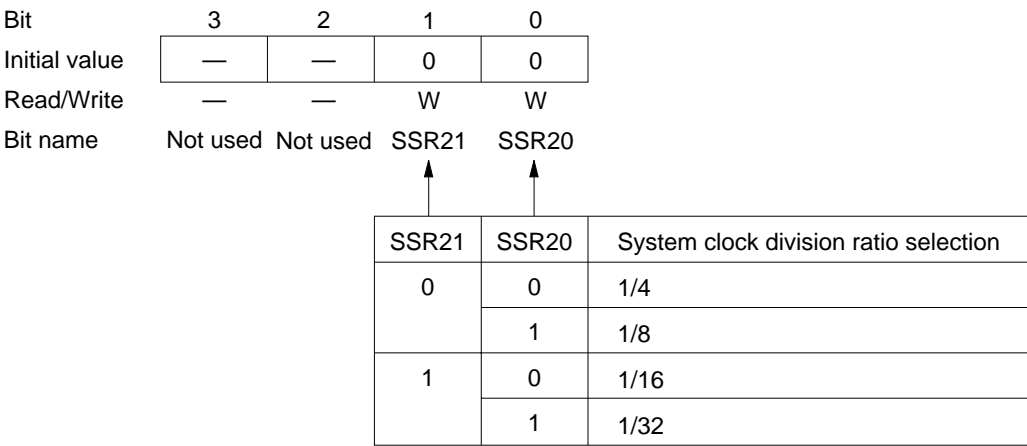 Bit 3 2 1 0
Initial value — — 0 0
Read/Write — — W W
Bit name Not used Not used SSR21 SSR20
SSR21 SSR20 System clock division ratio selection
0 0 1/4
1 1/8
1 0 1/16
1 1/32